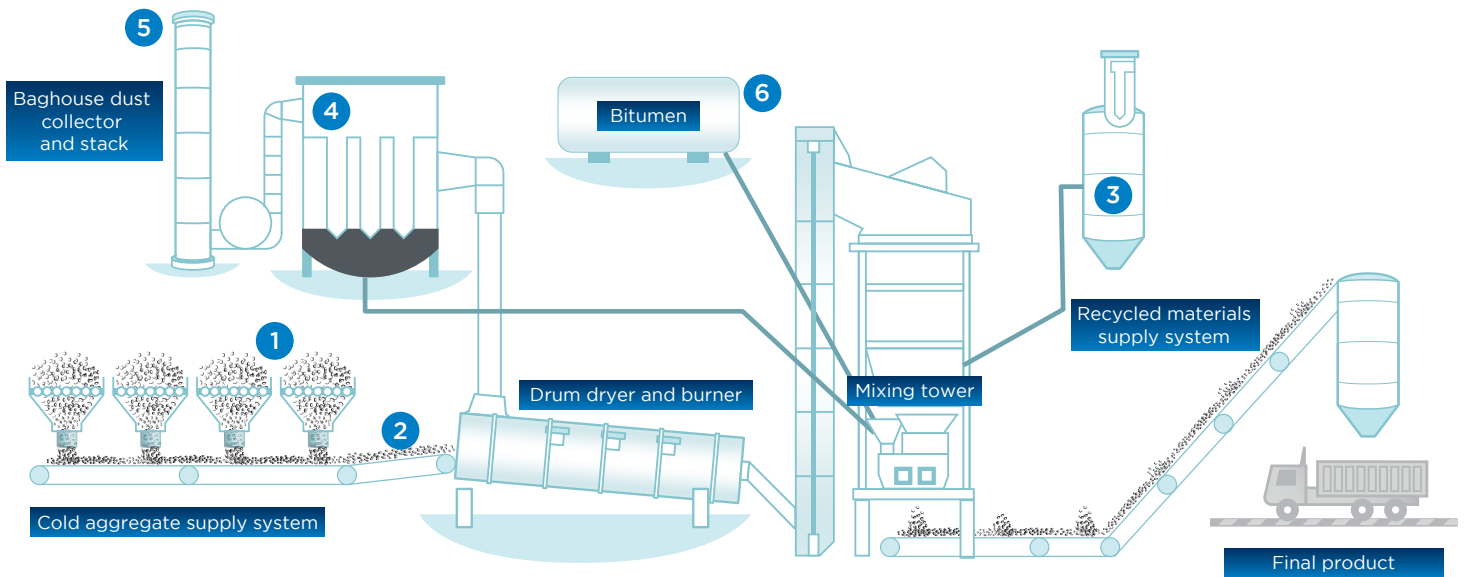 5
Baghouse dust
collector
and stack
4
6
Bitumen
3
Recycled materials
supply system
1
2
Drum dryer and burner
Mixing tower
Cold aggregate supply system
Final product